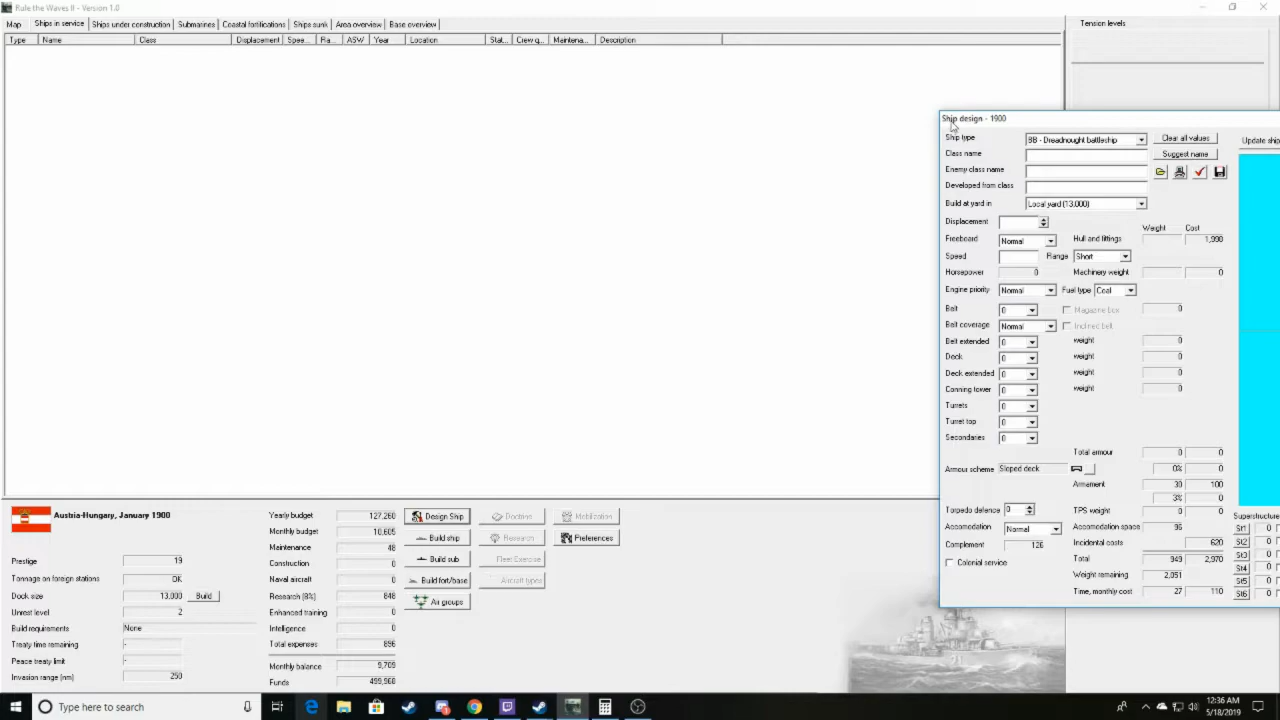 Rule the Waves II - Version 1.0
Map Ships in service Ships under construction Submarines Coastal fortifications Ships sunk Area overview Base overview
Type Name Class Displacement Spee... Ra... ASW Year Location Stat... Crew q... Maintena... Description
Tension levels
Ship design - 1900
Ship type BB - Dreadnought battleship Clear all values Update ship
Class name Suggest name
Enemy class name
Developed from class
Build at yard in Local yard (13,000)
Displacement Weight Cost
Freeboard Normal Hull and fittings 1,990
Speed Range Short
Horsepower 0 Machinery weight 0
Engine priority Normal Fuel type Coal
Belt 0 Magazine box 0
Belt coverage Normal Inclined belt
Belt extended 0 weight 0
Deck 0 weight 0
Deck extended 0 weight 0
Conning tower 0 weight 0
Turrets 0
Turret top 0
Secondaries 0
Total armour 0 0
Armour scheme Sloped deck 0% 0
Armament 30 100
3% 0
Torpedo defence 0 TPS weight 0 0 Superstructure
Accomodation Normal Accomodation space 96 St1 0
Complement 126 Incidental costs 620 St2 0
Colonial service Total 949 2,970 St3 0
Weight remaining 2,051 St4 0
Time, monthly cost 27 110 St5 0
St6 0
Austria-Hungary, January 1900
Prestige 19
Tonnage on foreign stations OK
Dock size 13,000 Build
Unrest level 2
Build requirements None
Treaty time remaining -
Peace treaty limit -
Invasion range (nm) 250
Yearly budget 127,260
Monthly budget 10,605
Maintenance 48
Construction 0
Naval aircraft 0
Research (8%) 848
Enhanced training 0
Intelligence 0
Total expenses 896
Monthly balance 9,709
Funds 499,968
Design Ship Doctrine Mobilization
Build ship Research Preferences
Build sub Fleet Exercise
Build fort/base Aircraft types
Air groups
Type here to search
12:36 AM
5/18/2019